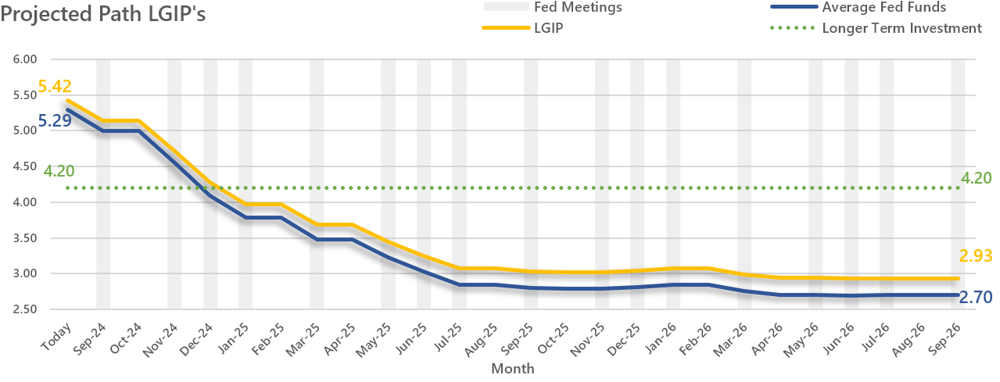 Projected Path LGIP's
Fed Meetings
Average Fed Funds
LGIP
Longer Term Investment
6.00
5.50
5.00
4.50
4.00
3.50
3.00
2.50
5.42
5.29
4.20
4.20
2.93
2.70
Today
Sep-24
Oct-24
Nov-24
Dec-24
Jan-25
Feb-25
Mar-25
Apr-25
May-25
Jun-25
Jul-25
Aug-25
Sep-25
Oct-25
Nov-25
Dec-25
Jan-26
Feb-26
Mar-26
Apr-26
May-26
Jun-26
Jul-26
Aug-26
Sep-26
Month